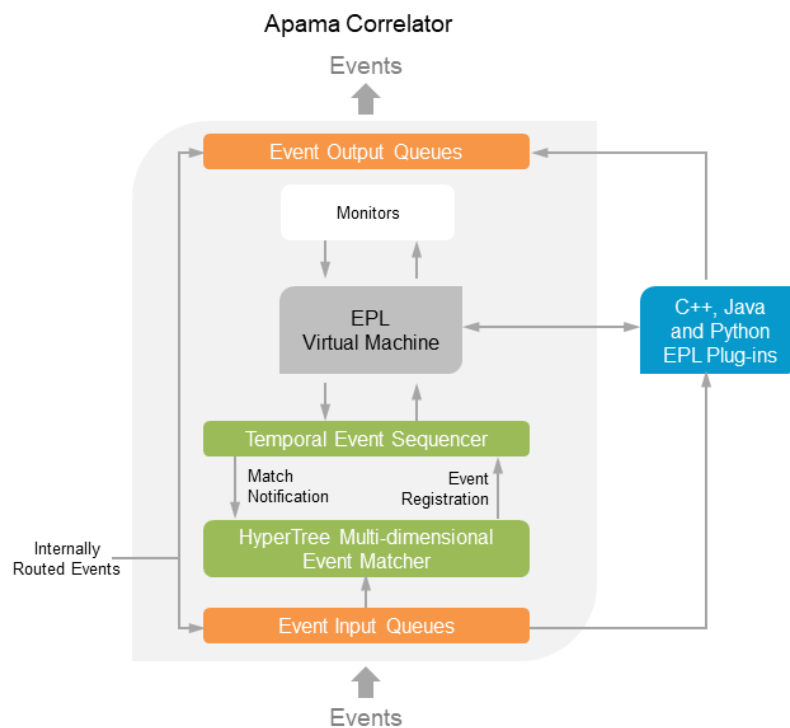 Apama Correlator
Events
Event Output Queues
Monitors
EPL
Virtual Machine
C++, Java
and Python
EPL Plug-ins
Temporal Event Sequencer
Match
Notification
Event
Registration
HyperTree Multi-dimensional
Event Matcher
Internally
Routed Events
Event Input Queues
Events